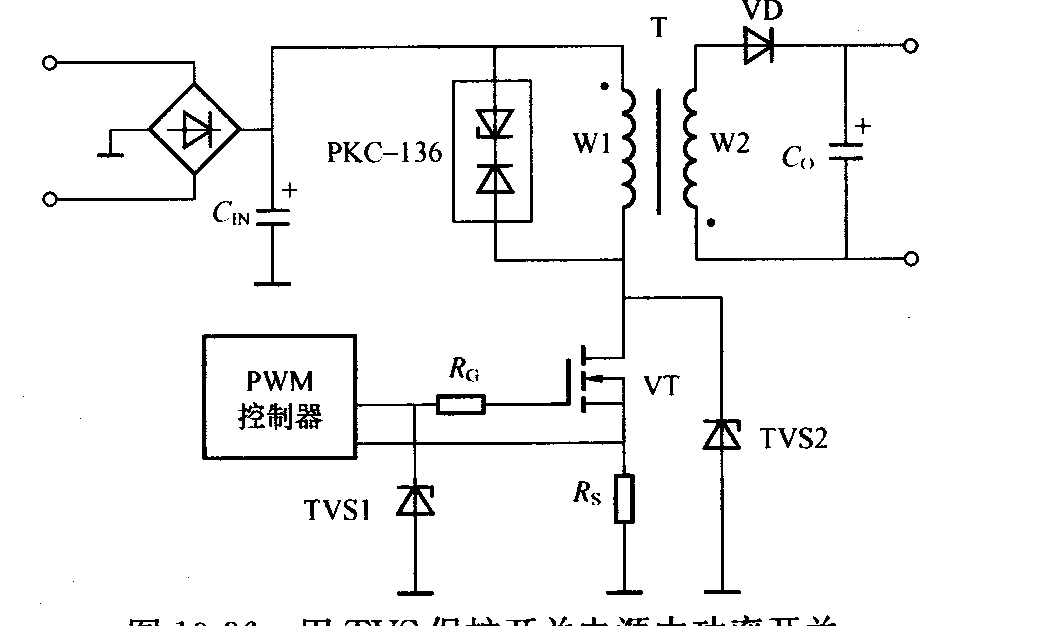 VD
T
PKC-136
W1
W2
+
C_O
+
C_IN
PWM
控制器
R_G
VT
TVS2
TVS1
R_S